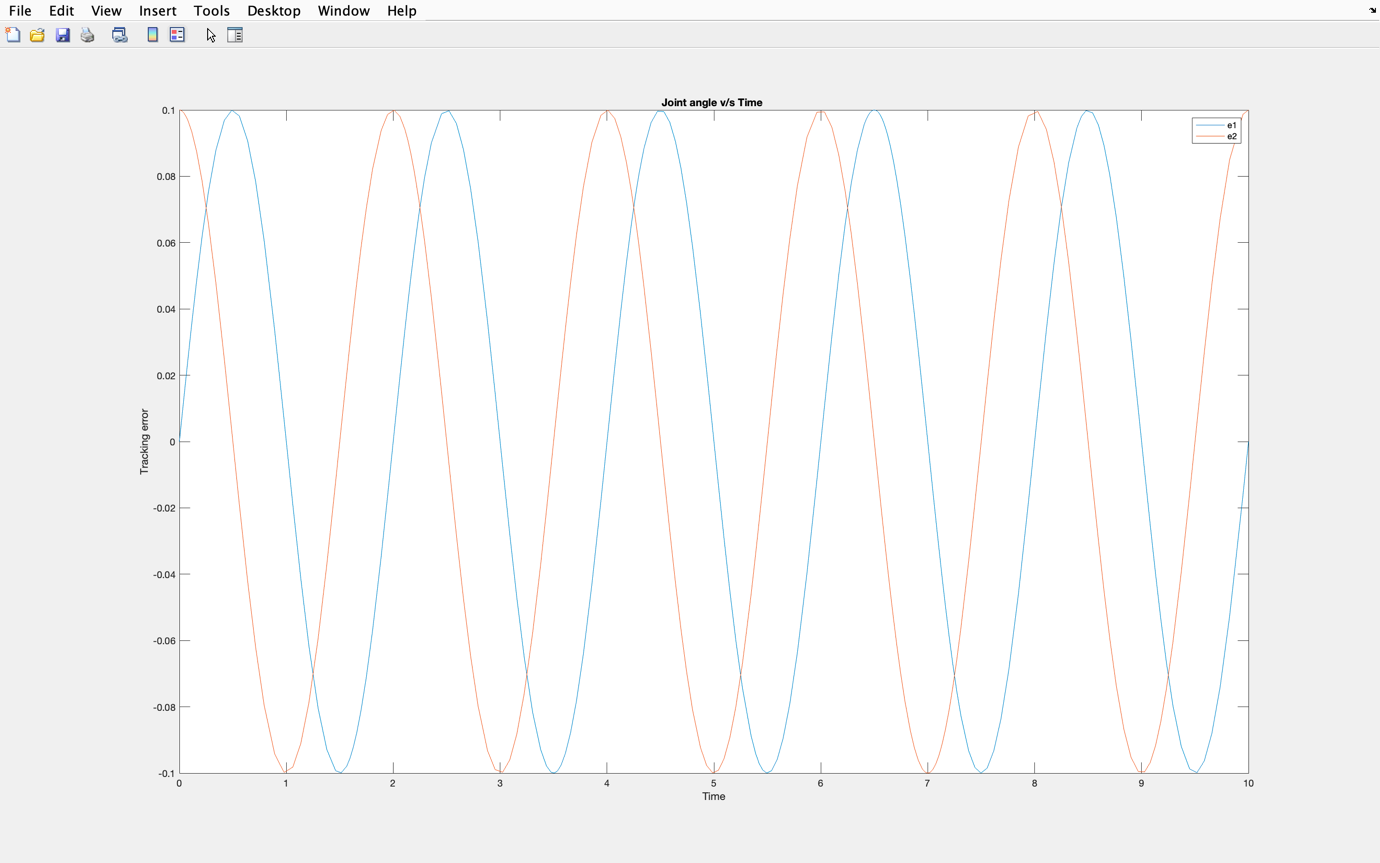 File Edit View Insert Tools Desktop Window Help
Joint angle v/s Time
e1
e2
0.1
0.08
0.06
0.04
0.02
0
-0.02
-0.04
-0.06
-0.08
-0.1
Tracking error
0 1 2 3 4 5 6 7 8 9 10
Time